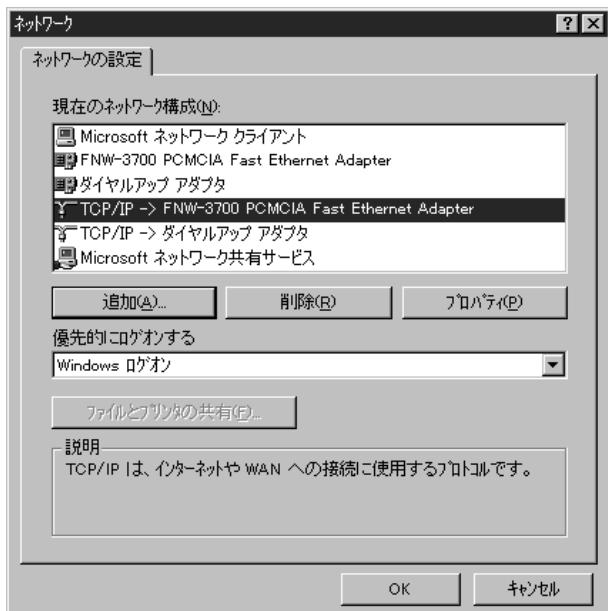 ネットワーク
ネットワークの設定
現在のネットワーク構成(N):
Microsoft ネットワーク クライアント
FNW-3700 PCMCIA Fast Ethernet Adapter
ダイヤルアップ アダプタ
TCP/IP -> FNW-3700 PCMCIA Fast Ethernet Adapter
TCP/IP -> ダイヤルアップ アダプタ
Microsoft ネットワーク共有サービス
追加(A)... 削除(R) プロパティ(P)
優先的にログオンする
Windows ログオン
ファイルとプリンタの共有(F)...
説明
TCP/IP は、インターネットや WAN への接続に使用するプロトコルです。
OK キャンセル